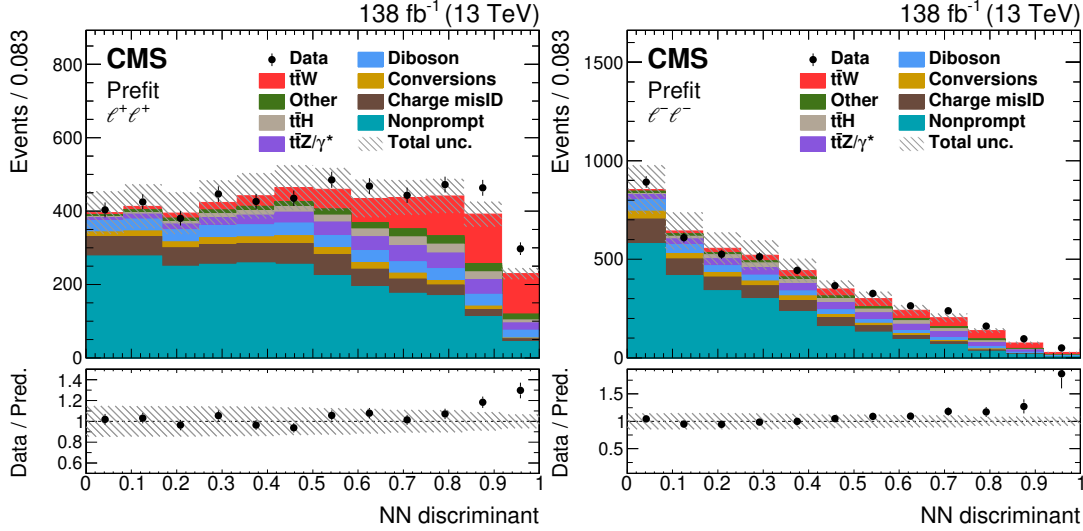 138 fb⁻¹ (13 TeV)
Events / 0.083
800
600
400
200
0
CMS
Prefit
ℓ⁺ℓ⁺
Data
tt̄W
Other
tt̄H
tt̄Z/γ*
Diboson
Conversions
Charge misID
Nonprompt
Total unc.
Data / Pred.
1.4
1.2
1
0.8
0.6
0 0.1 0.2 0.3 0.4 0.5 0.6 0.7 0.8 0.9 1
NN discriminant
138 fb⁻¹ (13 TeV)
Events / 0.083
1500
1000
500
0
CMS
Prefit
ℓ⁻ℓ⁻
Data
tt̄W
Other
tt̄H
tt̄Z/γ*
Diboson
Conversions
Charge misID
Nonprompt
Total unc.
Data / Pred.
1.5
1
0.5
0 0.1 0.2 0.3 0.4 0.5 0.6 0.7 0.8 0.9 1
NN discriminant